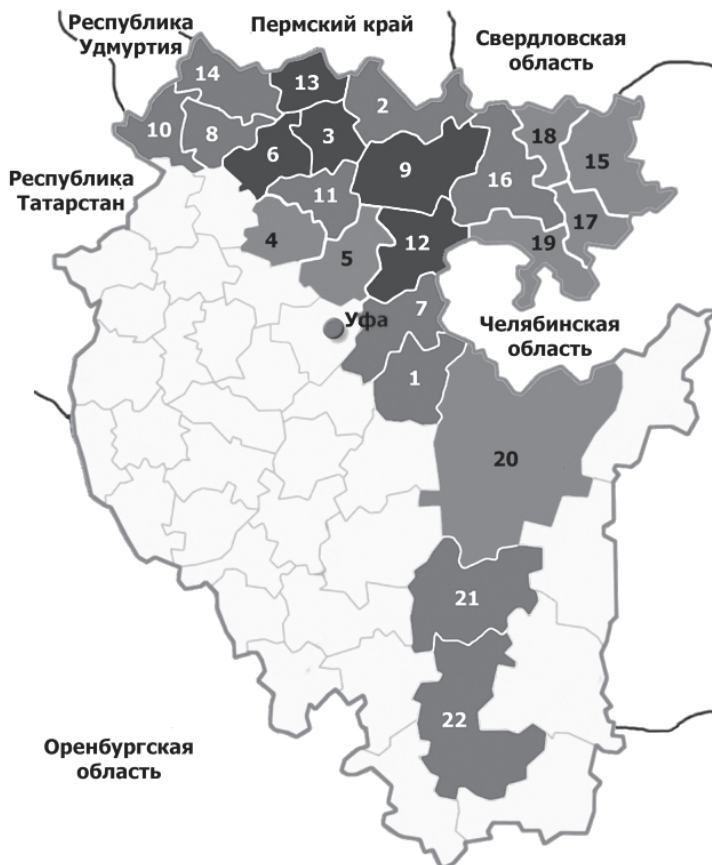 Республика
Удмуртия
Пермский край
Свердловская
область
14
13
2
10
8
6
3
18
15
9
16
11
Республика
Татарстан
4
12
17
19
5
7
Уфа
Челябинская
область
1
20
21
22
Оренбургская
область